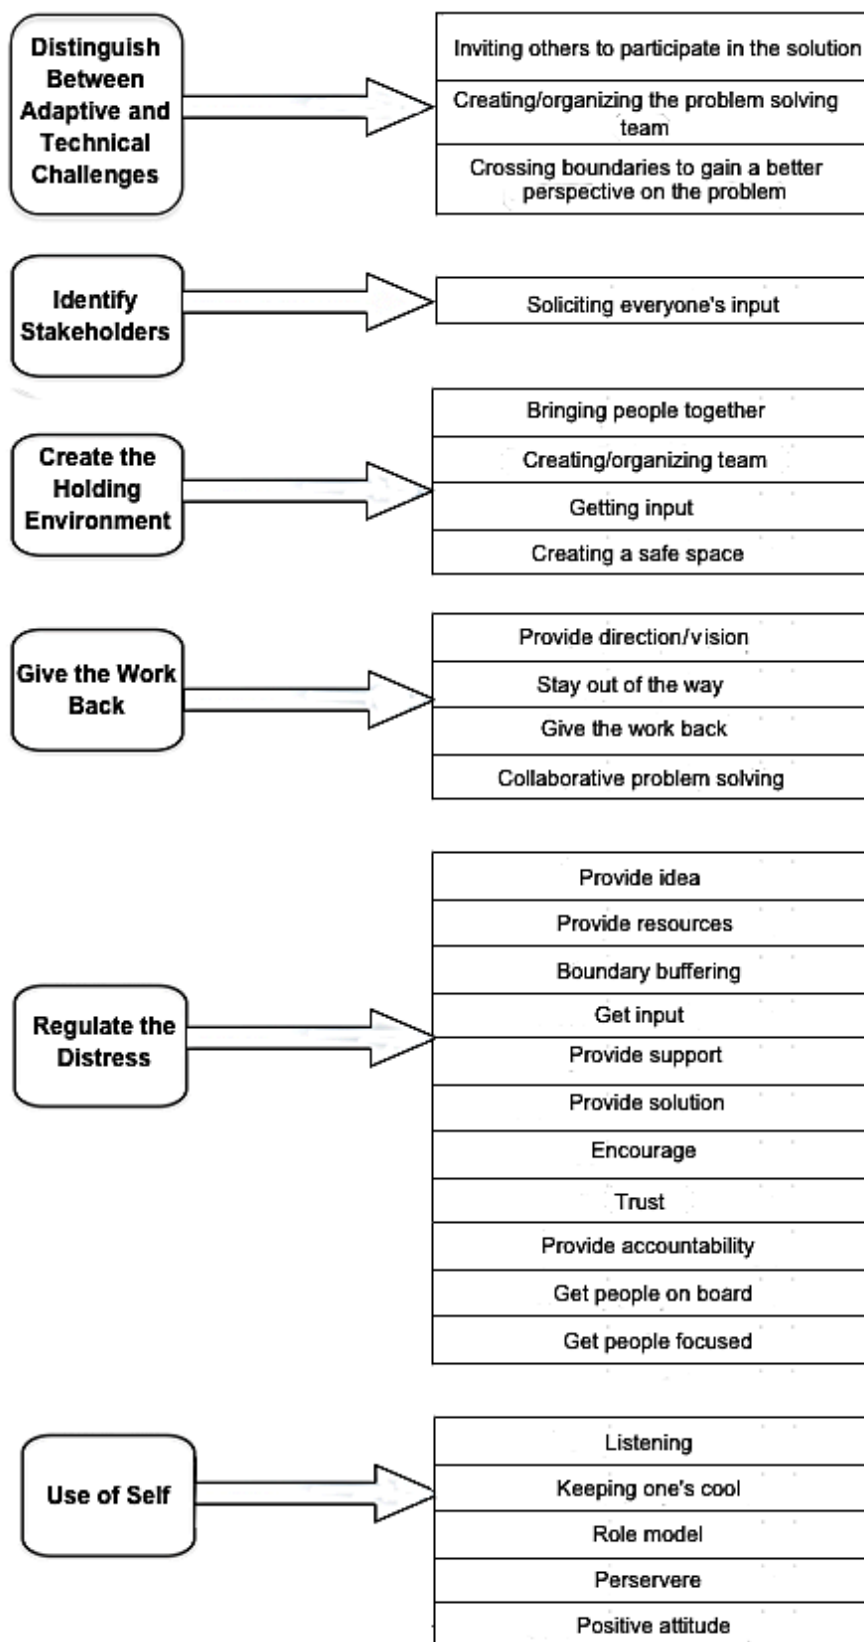 Distinguish
Between
Adaptive and
Technical
Challenges
Inviting others to participate in the solution
Creating/organizing the problem solving
team
Crossing boundaries to gain a better
perspective on the problem
Identify
Stakeholders
Soliciting everyone's input
Create the
Holding
Environment
Bringing people together
Creating/organizing team
Getting input
Creating a safe space
Give the Work
Back
Provide direction/vision
Stay out of the way
Give the work back
Collaborative problem solving
Regulate the
Distress
Provide idea
Provide resources
Boundary buffering
Get input
Provide support
Provide solution
Encourage
Trust
Provide accountability
Get people on board
Get people focused
Use of Self
Listening
Keeping one's cool
Role model
Perservere
Positive attitude